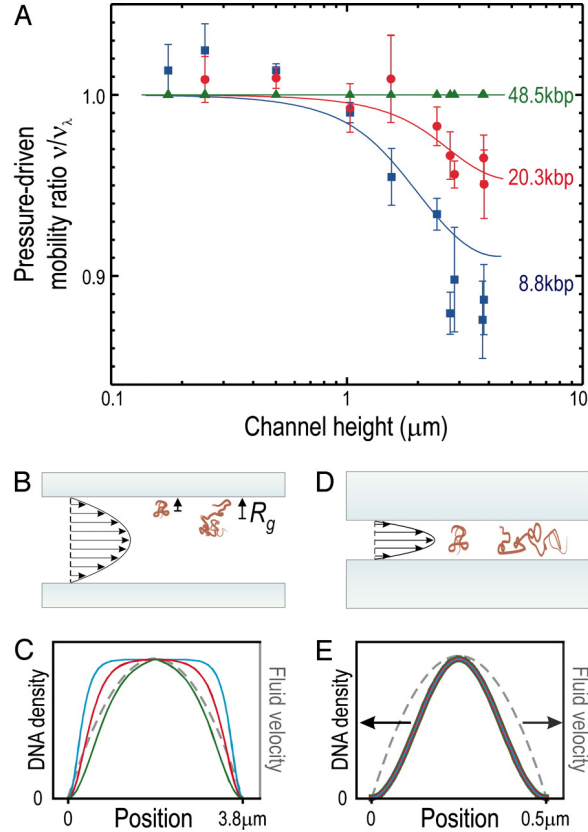 A
Pressure-driven
mobility ratio ν/νλ
1.0
0.9
48.5kbp
20.3kbp
8.8kbp
0.1
1
10
Channel height (μm)
B
Rg
D
C
DNA density
Fluid velocity
0
0
Position
3.8μm
E
DNA density
Fluid velocity
0
0
Position
0.5μm